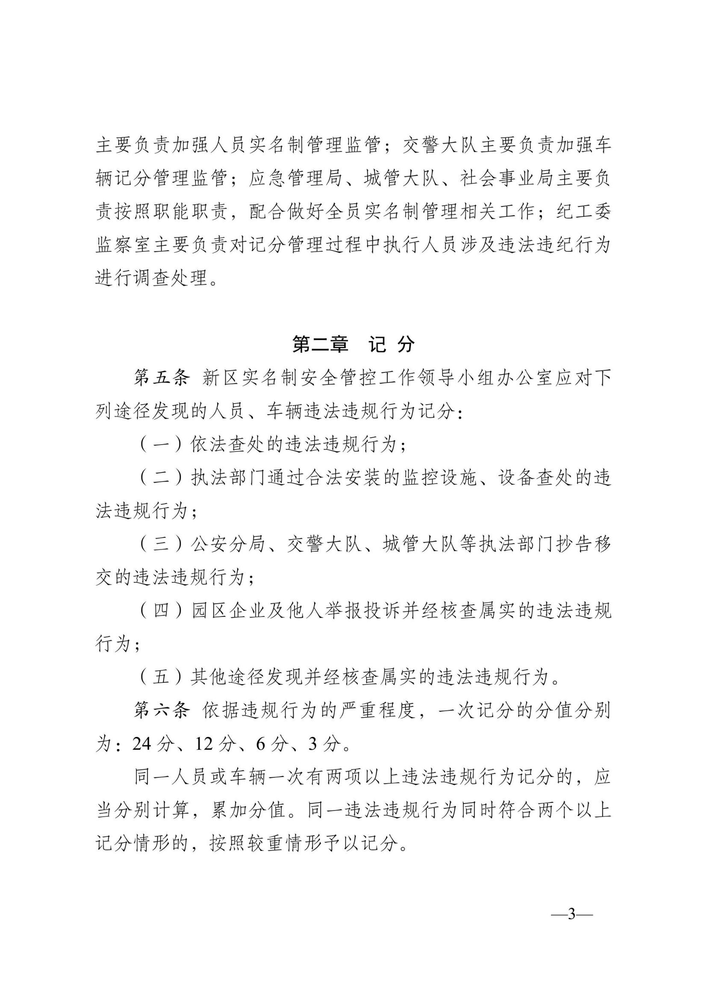 主要负责加强人员实名制管理监管；交警大队主要负责加强车
辆记分管理监管；应急管理局、城管大队、社会事业局主要负
责按照职能职责，配合做好全员实名制管理相关工作；纪工委
监察室主要负责对记分管理过程中执行人员涉及违法违纪行为
进行调查处理。
第二章 记 分
第五条 新区实名制安全管控工作领导小组办公室应对下
列途径发现的人员、车辆违法违规行为记分：
（一）依法查处的违法违规行为；
（二）执法部门通过合法安装的监控设施、设备查处的违
法违规行为；
（三）公安分局、交警大队、城管大队等执法部门抄告移
交的违法违规行为；
（四）园区企业及他人举报投诉并经核查属实的违法违规
行为；
（五）其他途径发现并经核查属实的违法违规行为。
第六条 依据违规行为的严重程度，一次记分的分值分别
为：24 分、12 分、6 分、3 分。
同一人员或车辆一次有两项以上违法违规行为记分的，应
当分别计算，累加分值。同一违法违规行为同时符合两个以上
记分情形的，按照较重情形予以记分。
—3—